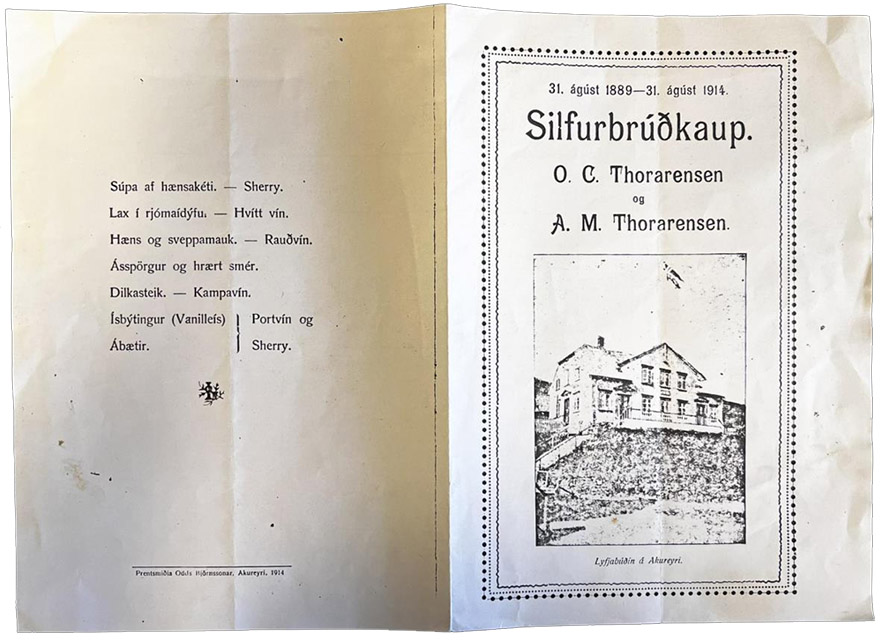 Súpa af hænsakéti. — Sherry.
Lax í rjómaídýfu. — Hvítt vín.
Hæns og sveppamauk. — Rauðvín.
Ásspörgur og hrært smér.
Dilkasteik. — Kampavín.
Ísbýtingur (Vanilleís) } Portvín og
Ábætir. } Sherry.
Prentsmiðja Odds Björnssonar, Akureyri, 1914
31. ágúst 1889—31. ágúst 1914.
Silfurbrúðkaup.
O. C. Thorarensen
og
A. M. Thorarensen.
Lyfjabúðin á Akureyri.